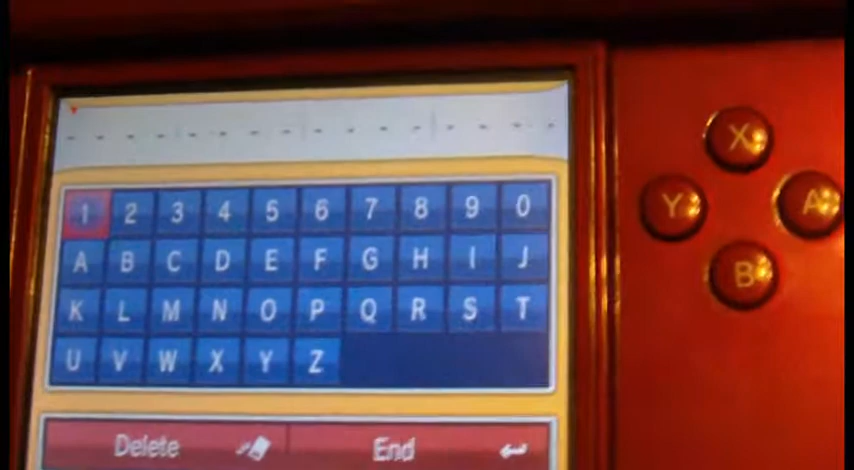 1 2 3 4 5 6 7 8 9 0
A B C D E F G H I J
K L M N O P Q R S T
U V W X Y Z
Delete End
X
Y A
B